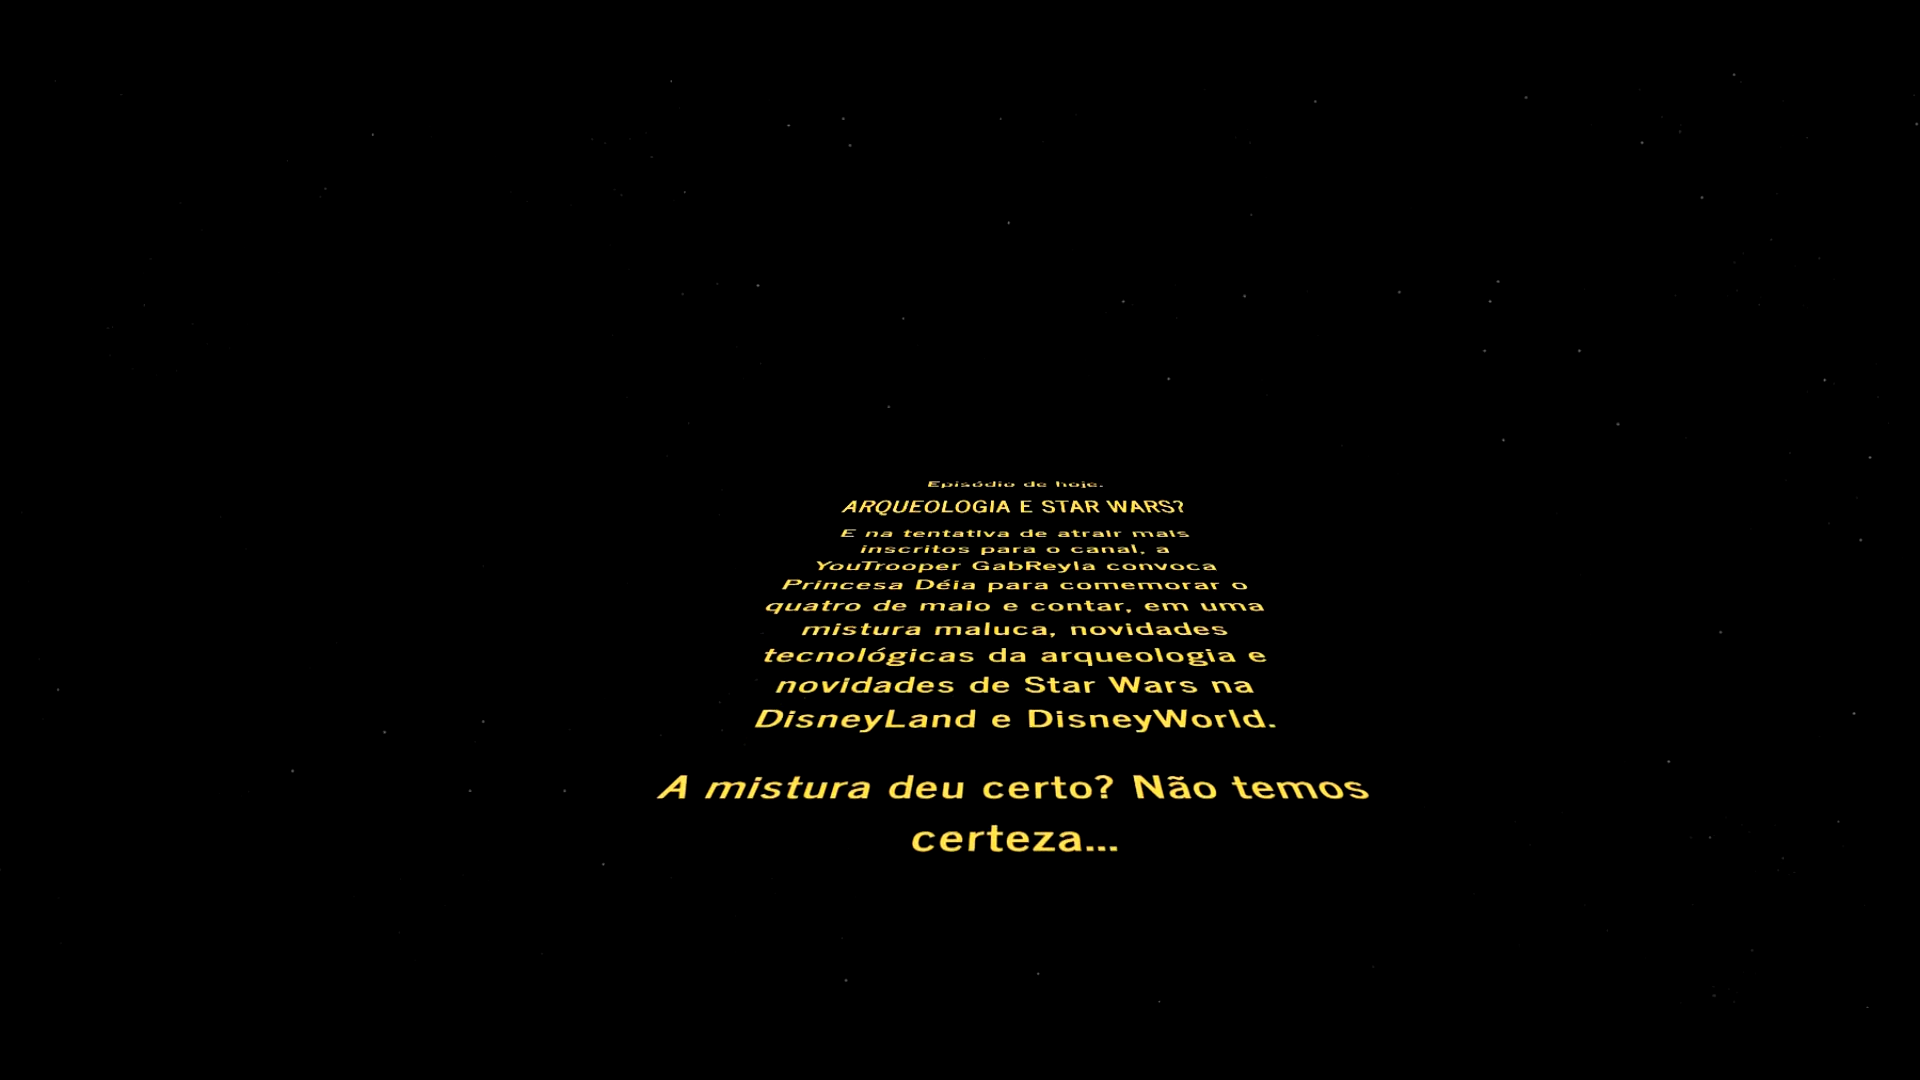 Episódio de hoje.
ARQUEOLOGIA E STAR WARS?
E na tentativa de atrair mais
inscritos para o canal, a
YouTrooper GabReyla convoca
Princesa Déia para comemorar o
quatro de maio e contar, em uma
mistura maluca, novidades
tecnológicas da arqueologia e
novidades de Star Wars na
DisneyLand e DisneyWorld.
A mistura deu certo? Não temos
certeza...